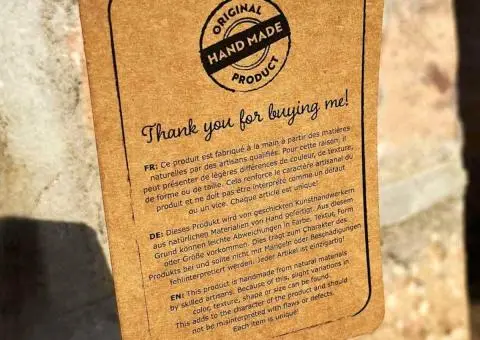 ORIGINAL
HAND MADE
PRODUCT
Thank you for buying me!
FR: Ce produit est fabriqué à la main à partir des matières
naturelles par des artisans qualifiés. Pour cette raison, il
peut présenter de légères différences de couleur, de texture,
de forme ou de taille. Cela renforce le caractère artisanal du
produit et ne doit pas être interprété comme un défaut
ou un vice. Chaque article est unique!
DE: Dieses Produkt wird von geschickten Kunsthandwerkern
aus natürlichen Materialien von Hand gefertigt. Aus diesem
Grund können leichte Abweichungen in Farbe, Textur, Form
oder Größe vorkommen. Dies tragt zum Charakter des
Produkts bei und sollte nicht mit Mängeln oder Beschädigungen
fehlinterpretiert werden. Jeder Artikel ist einzigartig!
EN: This product is handmade from natural materials
by skilled artisans. Because of this, slight variations in
color, texture, shape or size can be found.
This adds to the character of the product and should
not be misinterpreted with flaws or defects.
Each item is unique!